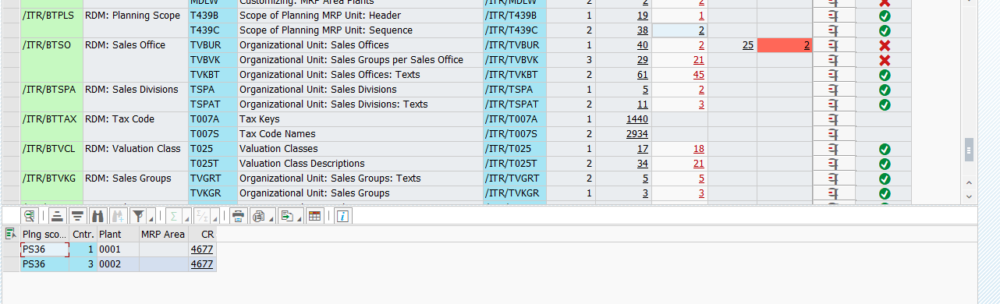 MDLW Customizing: MRP Area Plants /ITR/MDLW 2 2 2
/ITR/BTPLS RDM: Planning Scope T439B Scope of Planning MRP Unit: Header /ITR/T439B 1 19 1
T439C Scope of Planning MRP Unit: Sequence /ITR/T439C 2 38 2
/ITR/BTSO RDM: Sales Office TVBUR Organizational Unit: Sales Offices /ITR/TVBUR 1 40 2 25 2
TVBVK Organizational Unit: Sales Groups per Sales Office /ITR/TVBVK 3 29 21
TVKBT Organizational Unit: Sales Offices: Texts /ITR/TVKBT 2 61 45
/ITR/BTSPA RDM: Sales Divisions TSPA Organizational Unit: Sales Divisions /ITR/TSPA 1 5 2
TSPAT Organizational Unit: Sales Divisions: Texts /ITR/TSPAT 2 11 3
/ITR/BTTAX RDM: Tax Code T007A Tax Keys /ITR/T007A 1 1440
T007S Tax Code Names /ITR/T007S 2 2934
/ITR/BTVCL RDM: Valuation Class T025 Valuation Classes /ITR/T025 1 17 18
T025T Valuation Class Descriptions /ITR/T025T 2 34 21
/ITR/BTVKG RDM: Sales Groups TVGRT Organizational Unit: Sales Groups: Texts /ITR/TVGRT 2 5 5
TVKGR Organizational Unit: Sales Groups /ITR/TVKGR 1 3 3
Plng sco... Cntr. Plant MRP Area CR
PS36 1 0001 4677
PS36 3 0002 4677